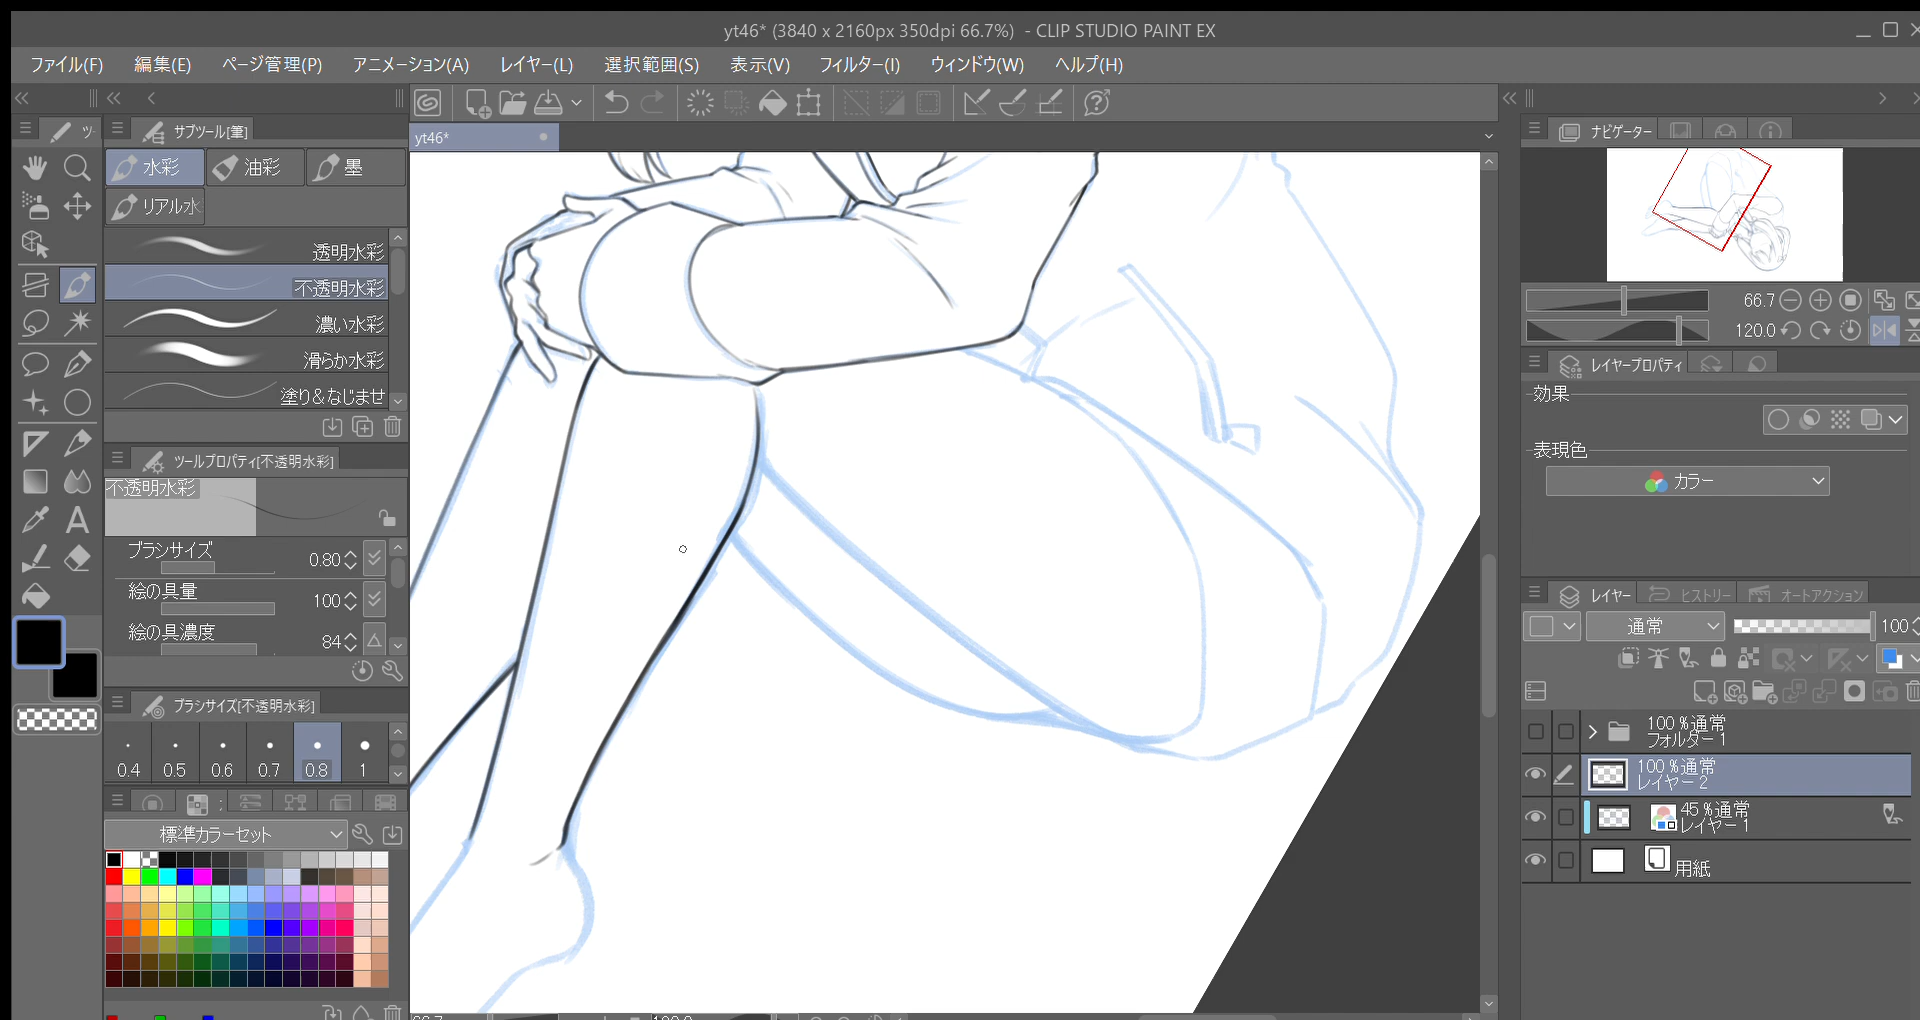 yt46* (3840 x 2160px 350dpi 66.7%) - CLIP STUDIO PAINT EX
ファイル(F) 編集(E) ページ管理(P) アニメーション(A) レイヤー(L) 選択範囲(S) 表示(V) フィルター(I) ウィンドウ(W) ヘルプ(H)
ツ-
サブツール[筆]
水彩 油彩 墨
リアル水
透明水彩
不透明水彩
濃い水彩
滑らか水彩
塗り&なじませ
ツールプロパティ[不透明水彩]
不透明水彩
ブラシサイズ 0.80
絵の具量 100
絵の具濃度 84
ブラシサイズ[不透明水彩]
0.4 0.5 0.6 0.7 0.8 1
標準カラーセット
yt46*
ナビゲーター
66.7
120.0
レイヤープロパティ
効果
表現色
カラー
レイヤー ヒストリー オートアクション
通常 100
100 %通常
フォルダー 1
100 %通常
レイヤー 2
45 %通常
レイヤー 1
用紙